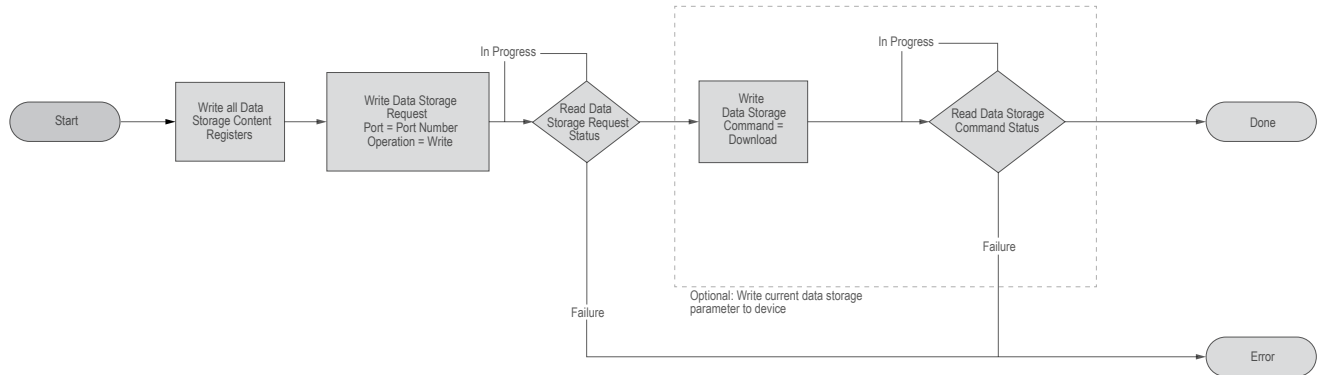 Start
Write all Data
Storage Content
Registers
Write Data Storage
Request
Port = Port Number
Operation = Write
In Progress
Read Data
Storage Request
Status
Write
Data Storage
Command =
Download
In Progress
Read Data Storage
Command Status
Done
Failure
Optional: Write current data storage
parameter to device
Failure
Error